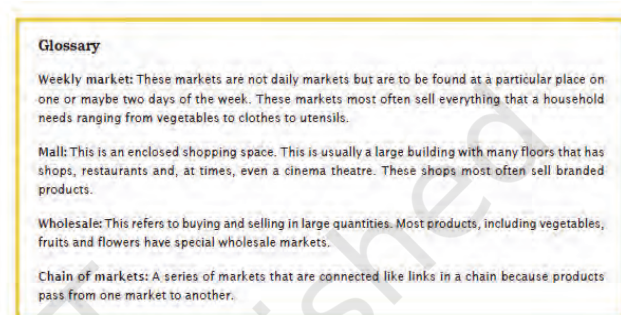 Glossary
Weekly market: These markets are not daily markets but are to be found at a particular place on
one or maybe two days of the week. These markets most often sell everything that a household
needs ranging from vegetables to clothes to utensils.
Mall: This is an enclosed shopping space. This is usually a large building with many floors that has
shops, restaurants and, at times, even a cinema theatre. These shops most often sell branded
products.
Wholesale: This refers to buying and selling in large quantities. Most products, including vegetables,
fruits and flowers have special wholesale markets.
Chain of markets: A series of markets that are connected like links in a chain because products
pass from one market to another.